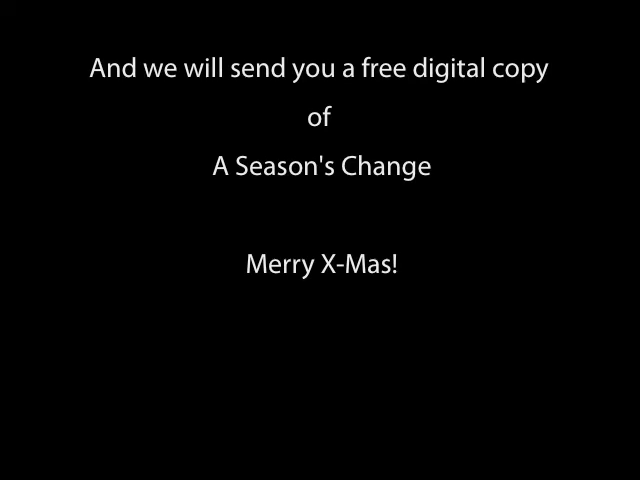 And we will send you a free digital copy
of
A Season's Change
Merry X-Mas!